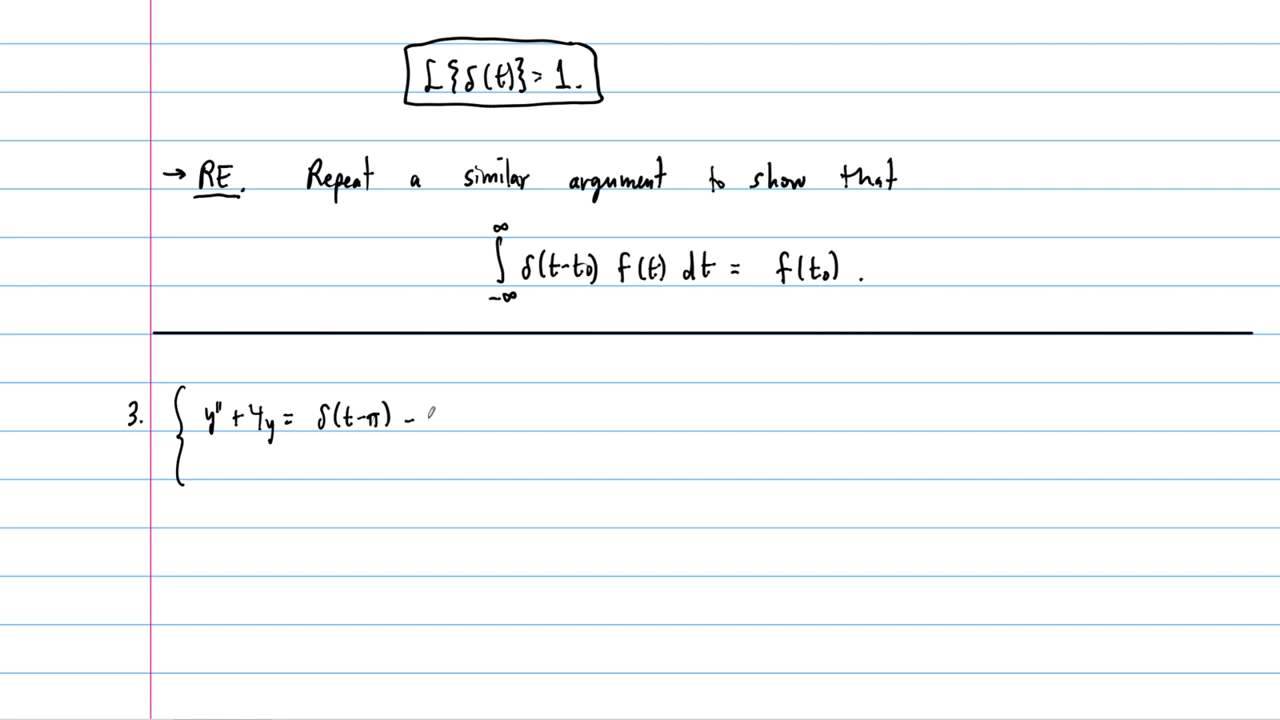 L{δ(t)} = 1.
→ RE. Repeat a similar argument to show that
∫_{-∞}^{∞} δ(t-t₀) f(t) dt = f(t₀).
3. { y'' + 4y = δ(t-π) -